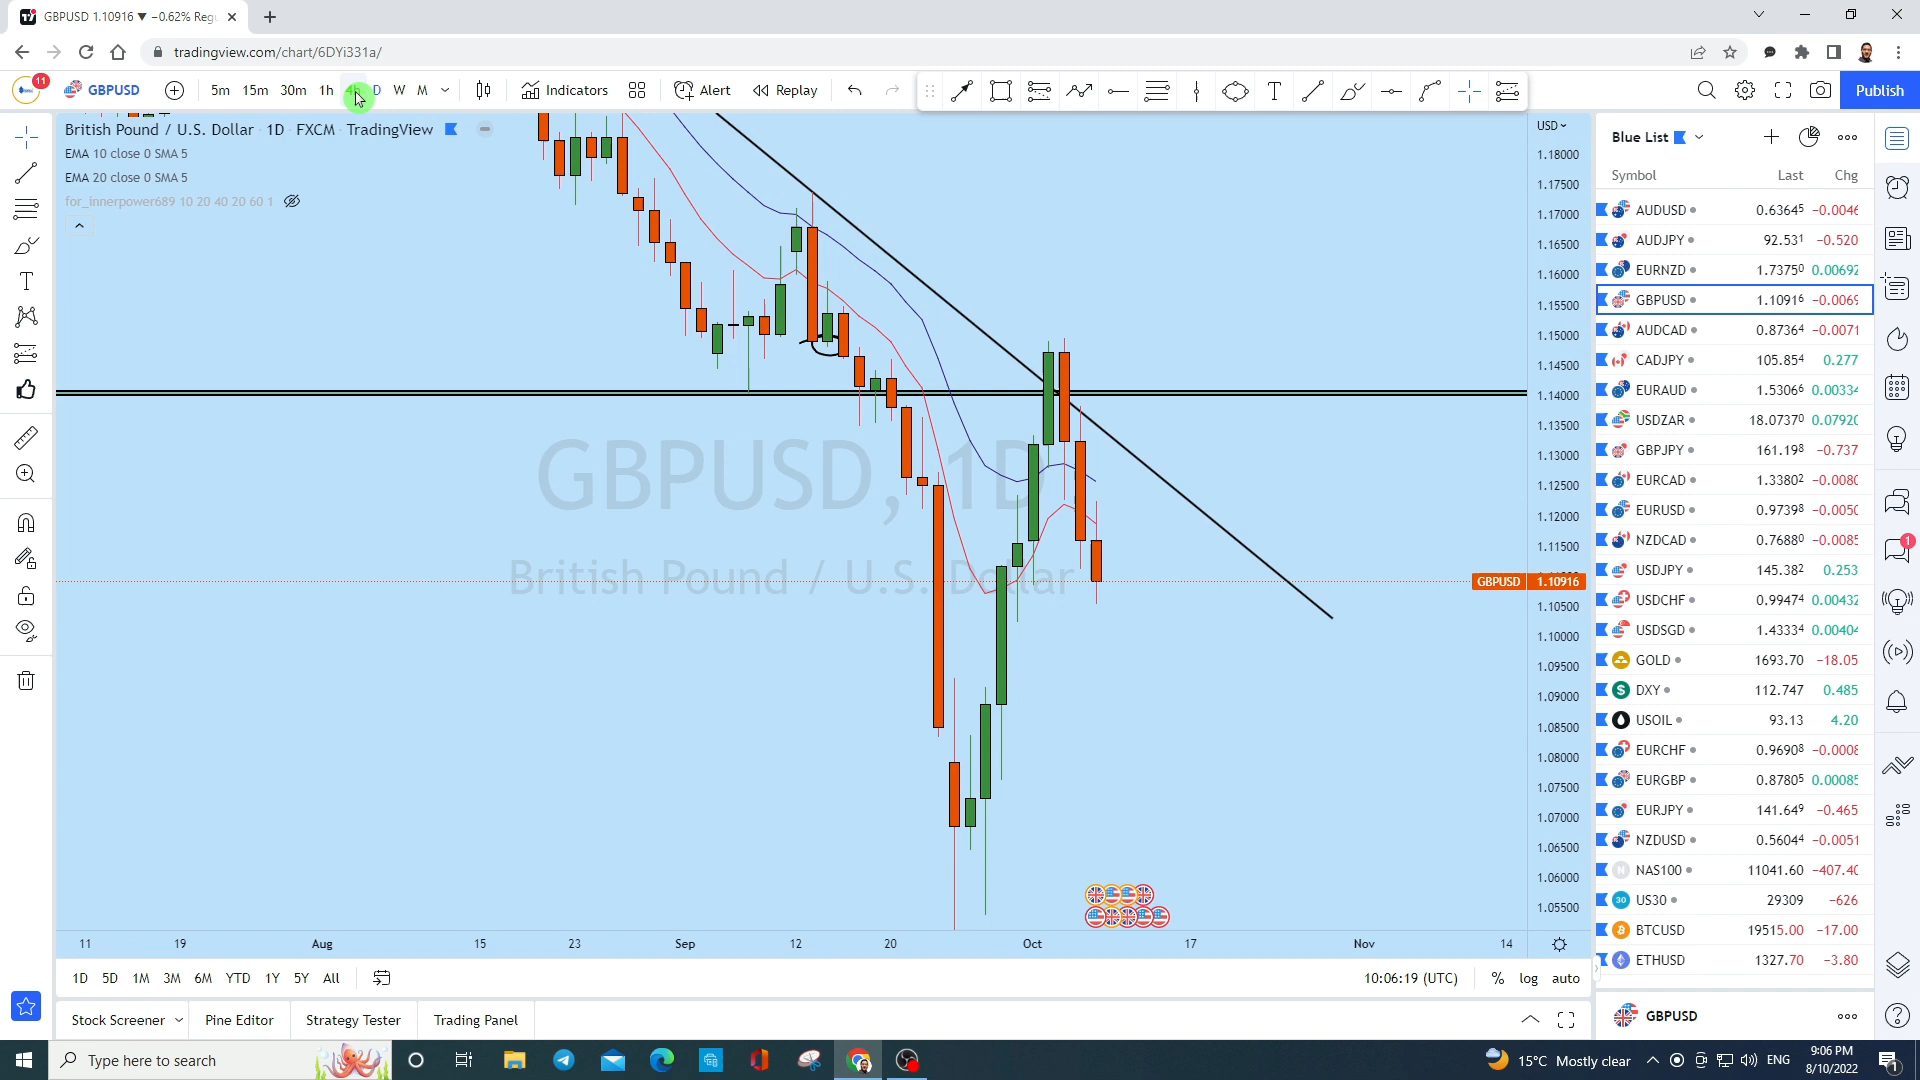 GBPUSD 1.10916 ▼ −0.62% Regu
tradingview.com/chart/6DYi331a/
11
GBPUSD
5m 15m 30m 1h 4h D W M
Indicators
Alert
Replay
Publish
British Pound / U.S. Dollar · 1D · FXCM · TradingView
EMA 10 close 0 SMA 5
EMA 20 close 0 SMA 5
for_innerpower689 10 20 40 20 60 1
GBPUSD, 1D
British Pound / U.S. Dollar
USD
1.18000
1.17500
1.17000
1.16500
1.16000
1.15500
1.15000
1.14500
1.14000
1.13500
1.13000
1.12500
1.12000
1.11500
GBPUSD 1.10916
1.10500
1.10000
1.09500
1.09000
1.08500
1.08000
1.07500
1.07000
1.06500
1.06000
1.05500
11 19 Aug 15 23 Sep 12 20 Oct 17 Nov 14
1D 5D 1M 3M 6M YTD 1Y 5Y All
10:06:19 (UTC) % log auto
Stock Screener Pine Editor Strategy Tester Trading Panel
Blue List
Symbol Last Chg
AUDUSD 0.63645 −0.0046
AUDJPY 92.531 −0.520
EURNZD 1.73750 0.00692
GBPUSD 1.10916 −0.0069
AUDCAD 0.87364 −0.0071
CADJPY 105.854 0.277
EURAUD 1.53066 0.00334
USDZAR 18.07370 0.07920
GBPJPY 161.198 −0.737
EURCAD 1.33802 −0.0080
EURUSD 0.97398 −0.0050
NZDCAD 0.76880 −0.0085
USDJPY 145.382 0.253
USDCHF 0.99474 0.00432
USDSGD 1.43334 0.00404
GOLD 1693.70 −18.05
DXY 112.747 0.485
USOIL 93.13 4.20
EURCHF 0.96908 −0.0008
EURGBP 0.87805 0.00085
EURJPY 141.649 −0.465
NZDUSD 0.56044 −0.0051
NAS100 11041.60 −407.40
US30 29309 −626
BTCUSD 19515.00 −17.00
ETHUSD 1327.70 −3.80
GBPUSD
1
Type here to search
15°C Mostly clear
ENG
9:06 PM
8/10/2022
1